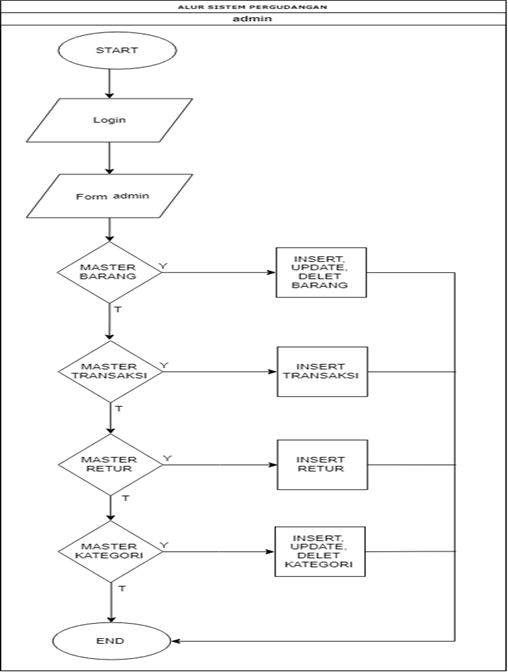 ALUR SISTEM PERGUDANGAN
admin
START
Login
Form admin
MASTER
BARANG
Y
INSERT,
UPDATE,
DELET
BARANG
T
MASTER
TRANSAKSI
Y
INSERT
TRANSAKSI
T
MASTER
RETUR
Y
INSERT
RETUR
T
MASTER
KATEGORI
Y
INSERT,
UPDATE,
DELET
KATEGORI
T
END